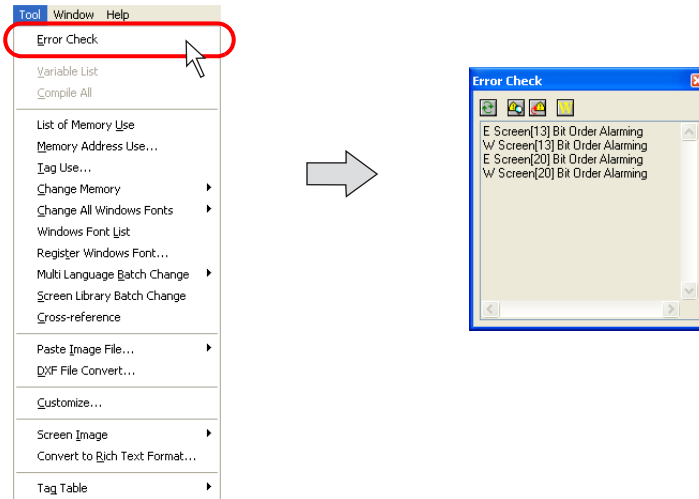 Tool Window Help
Error Check
Variable List
Compile All
List of Memory Use
Memory Address Use...
Tag Use...
Change Memory
Change All Windows Fonts
Windows Font List
Register Windows Font...
Multi Language Batch Change
Screen Library Batch Change
Cross-reference
Paste Image File...
DXF File Convert...
Customize...
Screen Image
Convert to Rich Text Format...
Tag Table
Error Check
W
E Screen[13] Bit Order Alarming
W Screen[13] Bit Order Alarming
E Screen[20] Bit Order Alarming
W Screen[20] Bit Order Alarming